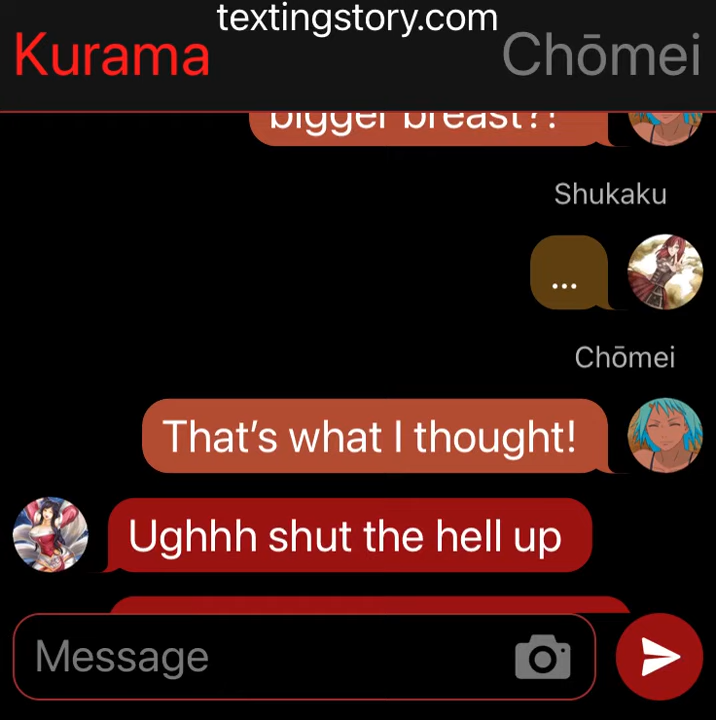 textingstory.com
Kurama Chōmei
bigger breast?!
Shukaku
...
Chōmei
That's what I thought!
Ughhh shut the hell up
Message